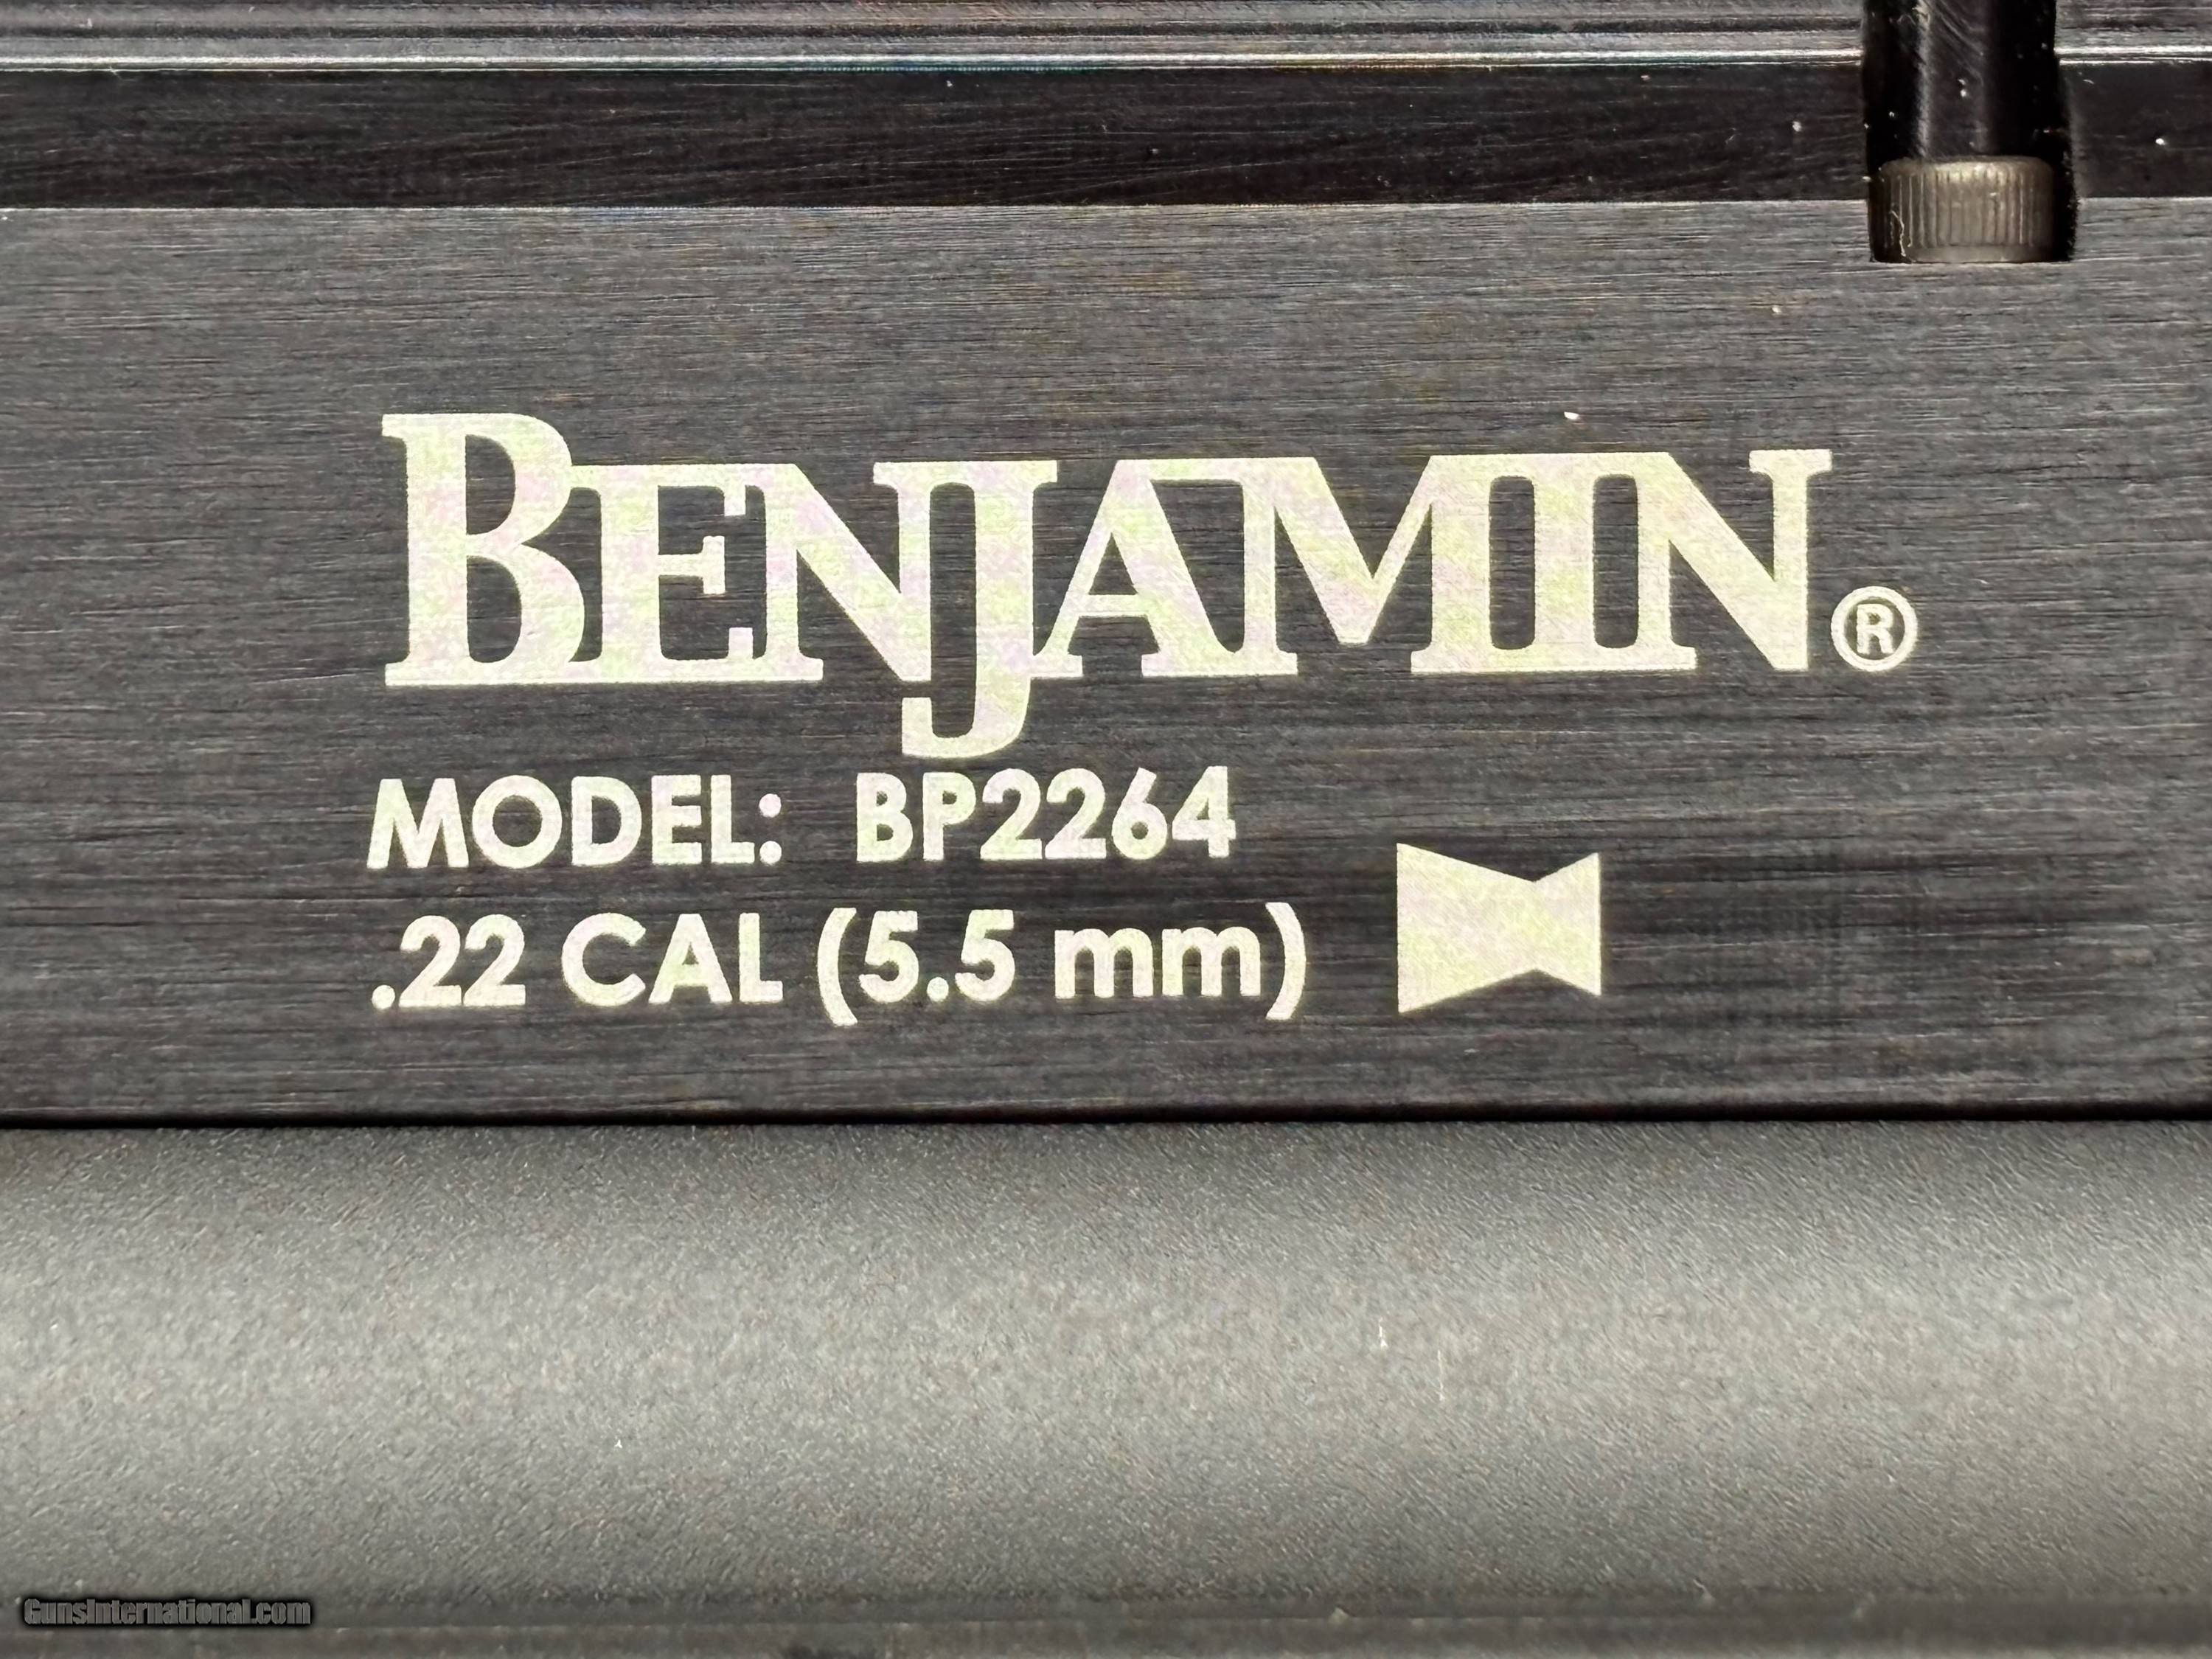 BENJAMIN®
MODEL: BP2264
.22 CAL (5.5 mm)
GunsInternational.com